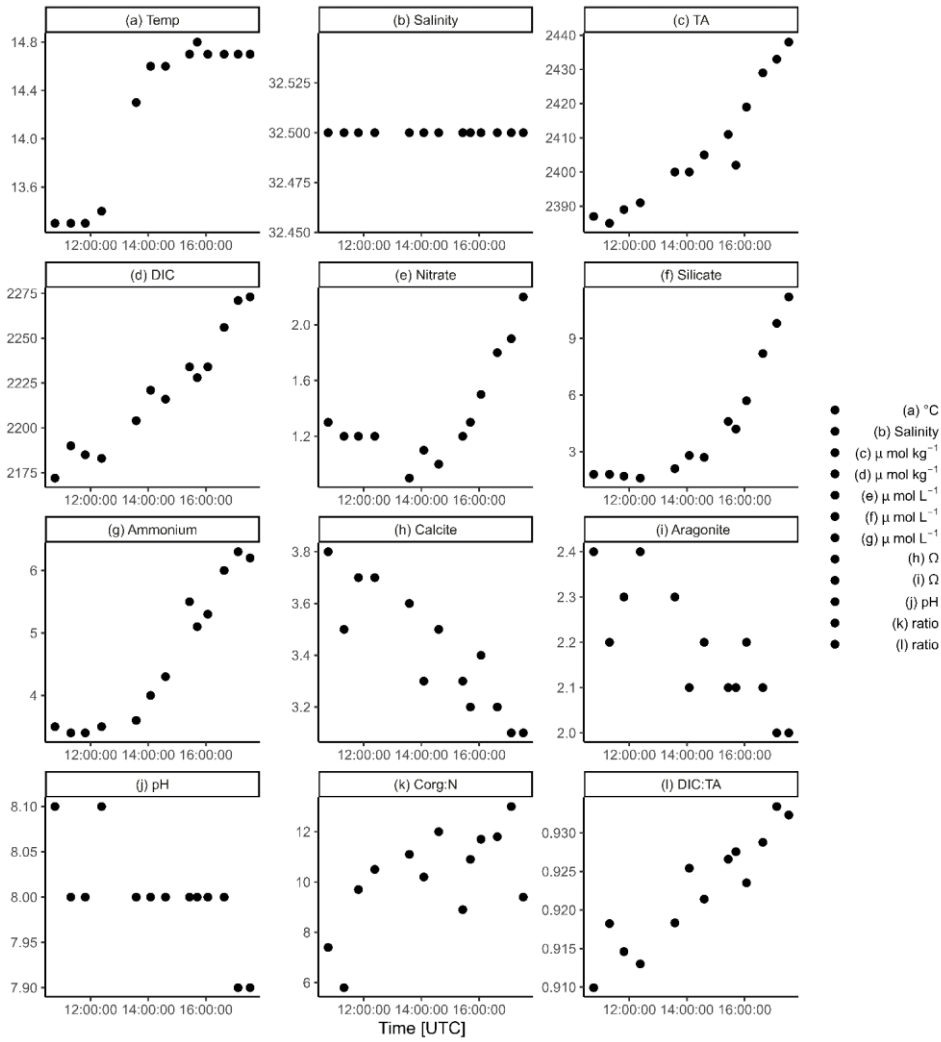 (a) Temp
(b) Salinity
(c) TA
14.8
14.4
14.0
13.6
32.525
32.500
32.475
32.450
2440
2430
2420
2410
2400
2390
12:00:00 14:00:00 16:00:00
12:00:00 14:00:00 16:00:00
12:00:00 14:00:00 16:00:00
(d) DIC
(e) Nitrate
(f) Silicate
2275
2250
2225
2200
2175
2.0
1.6
1.2
9
6
3
12:00:00 14:00:00 16:00:00
12:00:00 14:00:00 16:00:00
12:00:00 14:00:00 16:00:00
(g) Ammonium
(h) Calcite
(i) Aragonite
6
5
4
3.8
3.6
3.4
3.2
2.4
2.3
2.2
2.1
2.0
12:00:00 14:00:00 16:00:00
12:00:00 14:00:00 16:00:00
12:00:00 14:00:00 16:00:00
(j) pH
(k) Corg:N
(l) DIC:TA
8.10
8.05
8.00
7.95
7.90
12
10
8
6
0.930
0.925
0.920
0.915
0.910
12:00:00 14:00:00 16:00:00
12:00:00 14:00:00 16:00:00
12:00:00 14:00:00 16:00:00
Time [UTC]
(a) °C
(b) Salinity
(c) μ mol kg⁻¹
(d) μ mol kg⁻¹
(e) μ mol L⁻¹
(f) μ mol L⁻¹
(g) μ mol L⁻¹
(h) Ω
(i) Ω
(j) pH
(k) ratio
(l) ratio